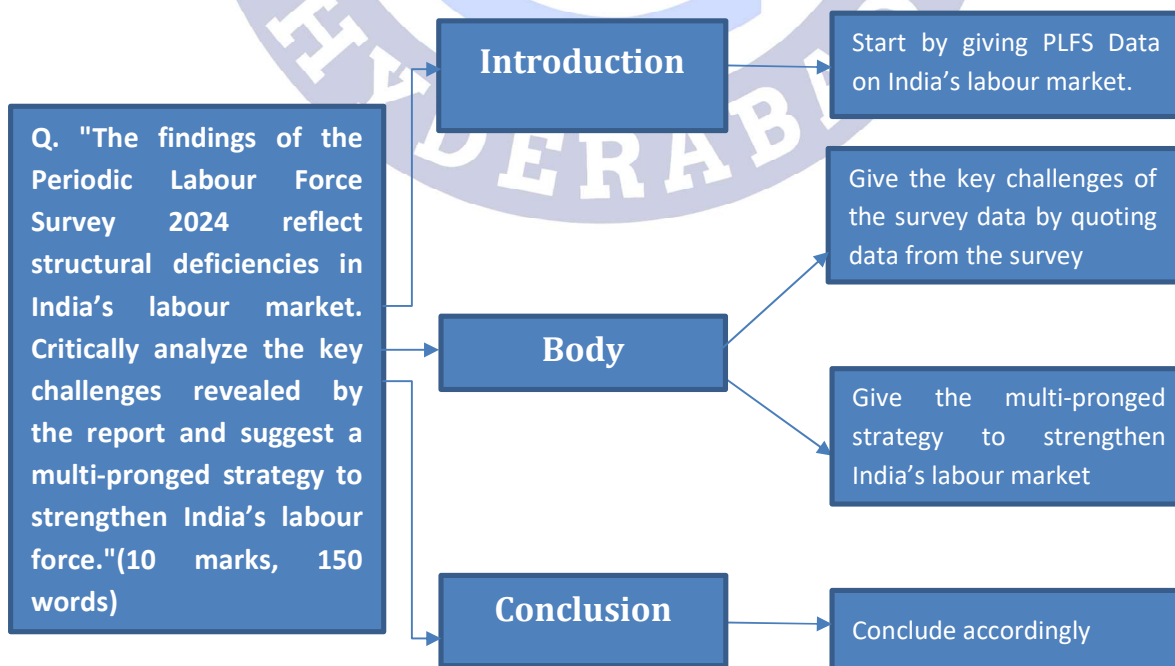 HYDERABA
Introduction
Start by giving PLFS Data
on India’s labour market.
Q. "The findings of the
Periodic Labour Force
Survey 2024 reflect
structural deficiencies in
India’s labour market.
Critically analyze the key
challenges revealed by
the report and suggest a
multi-pronged strategy to
strengthen India’s labour
force."(10 marks, 150
words)
Body
Give the key challenges of
the survey data by quoting
data from the survey
Give the multi-pronged
strategy to strengthen
India’s labour market
Conclusion
Conclude accordingly